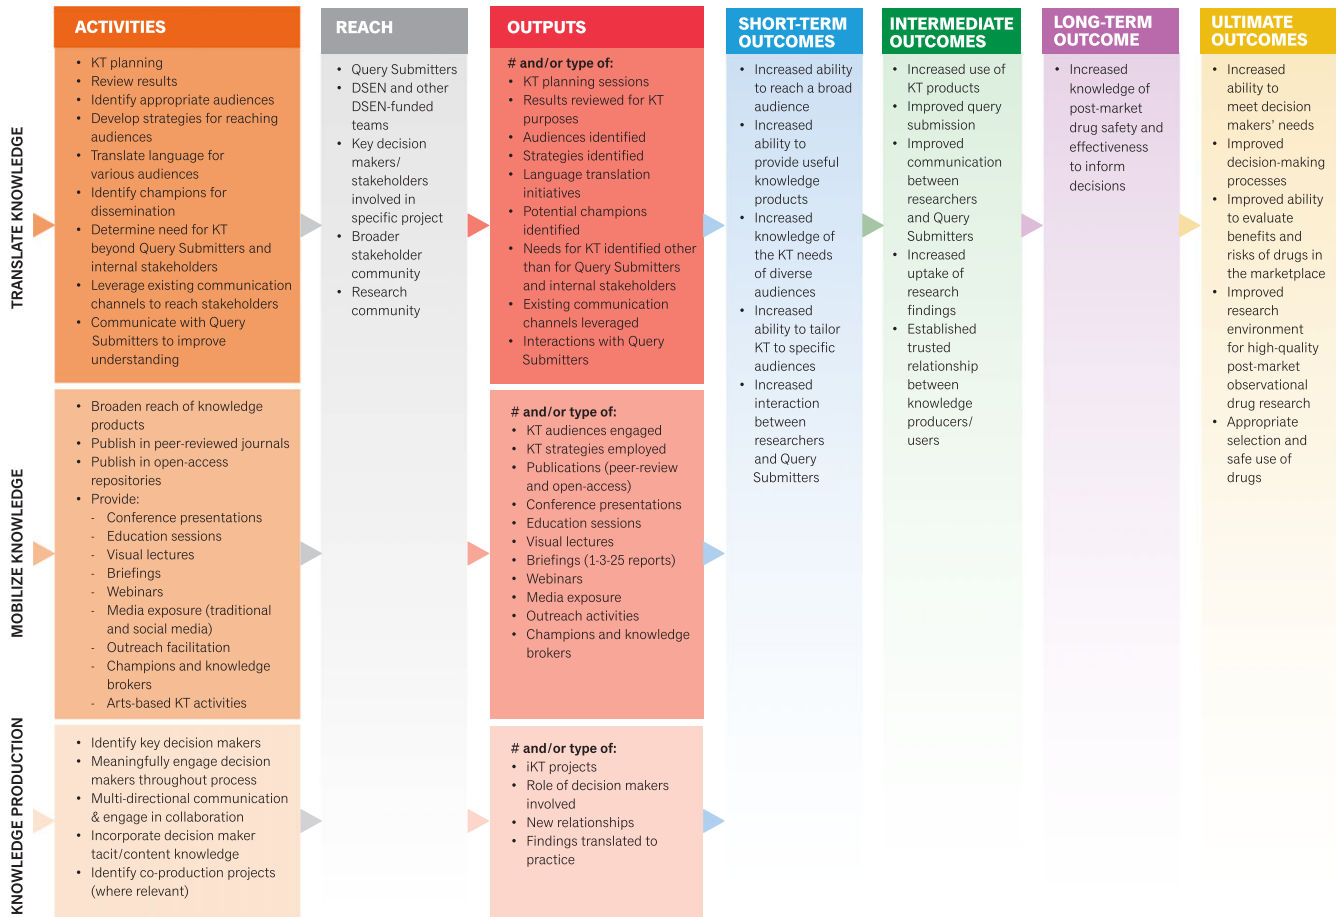 ACTIVITIES
TRANSLATE KNOWLEDGE
• KT planning
• Review results
• Identify appropriate audiences
• Develop strategies for reaching
audiences
• Translate language for
various audiences
• Identify champions for
dissemination
• Determine need for KT
beyond Query Submitters and
internal stakeholders
• Leverage existing communication
channels to reach stakeholders
• Communicate with Query
Submitters to improve
understanding
MOBILIZE KNOWLEDGE
• Broaden reach of knowledge
products
• Publish in peer-reviewed journals
• Publish in open-access
repositories
• Provide:
- Conference presentations
- Education sessions
- Visual lectures
- Briefings
- Webinars
- Media exposure (traditional
and social media)
- Outreach facilitation
- Champions and knowledge
brokers
- Arts-based KT activities
KNOWLEDGE PRODUCTION
• Identify key decision makers
• Meaningfully engage decision
makers throughout process
• Multi-directional communication
& engage in collaboration
• Incorporate decision maker
tacit/content knowledge
• Identify co-production projects
(where relevant)
REACH
• Query Submitters
• DSEN and other
DSEN-funded
teams
• Key decision
makers/
stakeholders
involved in
specific project
• Broader
stakeholder
community
• Research
community
OUTPUTS
# and/or type of:
• KT planning sessions
• Results reviewed for KT
purposes
• Audiences identified
• Strategies identified
• Language translation
initiatives
• Potential champions
identified
• Needs for KT identified other
than for Query Submitters
and internal stakeholders
• Existing communication
channels leveraged
• Interactions with Query
Submitters
# and/or type of:
• KT audiences engaged
• KT strategies employed
• Publications (peer-review
and open-access)
• Conference presentations
• Education sessions
• Visual lectures
• Briefings (1-3-25 reports)
• Webinars
• Media exposure
• Outreach activities
• Champions and knowledge
brokers
# and/or type of:
• iKT projects
• Role of decision makers
involved
• New relationships
• Findings translated to
practice
SHORT-TERM
OUTCOMES
• Increased ability
to reach a broad
audience
• Increased
ability to
provide useful
knowledge
products
• Increased
knowledge of
the KT needs
of diverse
audiences
• Increased
ability to tailor
KT to specific
audiences
• Increased
interaction
between
researchers
and Query
Submitters
INTERMEDIATE
OUTCOMES
• Increased use of
KT products
• Improved query
submission
• Improved
communication
between
researchers
and Query
Submitters
• Increased
uptake of
research
findings
• Established
trusted
relationship
between
knowledge
producers/
users
LONG-TERM
OUTCOME
• Increased
knowledge of
post-market
drug safety and
effectiveness
to inform
decisions
ULTIMATE
OUTCOMES
• Increased
ability to
meet decision
makers' needs
• Improved
decision-making
processes
• Improved ability
to evaluate
benefits and
risks of drugs in
the marketplace
• Improved
research
environment
for high-quality
post-market
observational
drug research
• Appropriate
selection and
safe use of
drugs